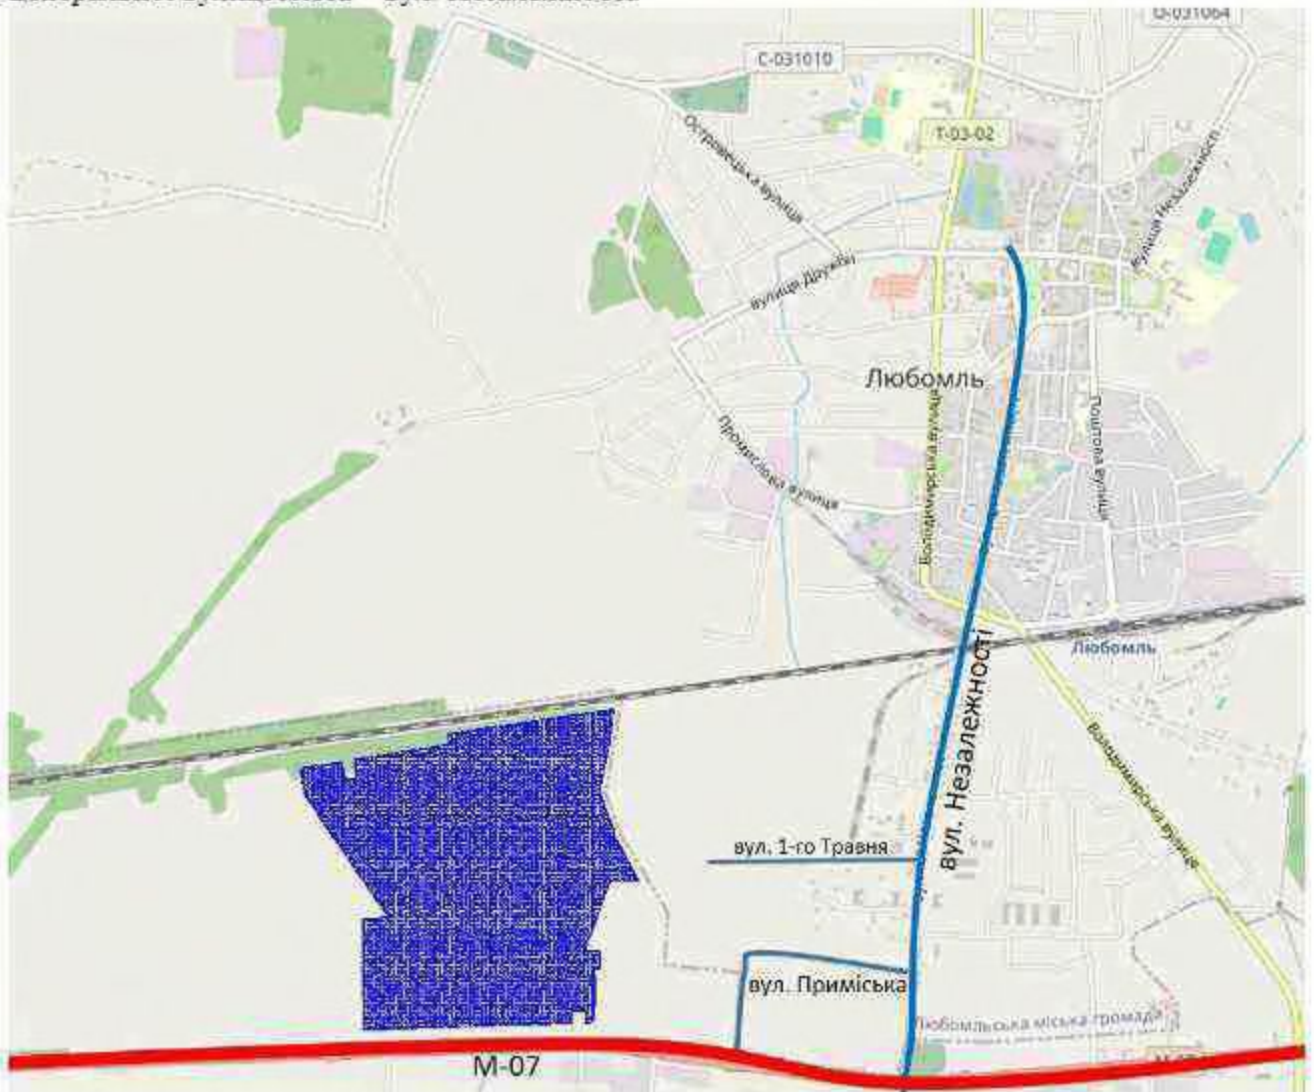 О-031064
С-031010
Т-03-02
Островецька вулиця
вулиця Незалежності
вулиця Дружби
Любомль
Володимирська вулиця
Поштова вулиця
Промислова вулиця
Любомль
вул. Незалежності
Володимирська вулиця
вул. 1-го Травня
вул. Приміська
Любомльська міська громада
М-07